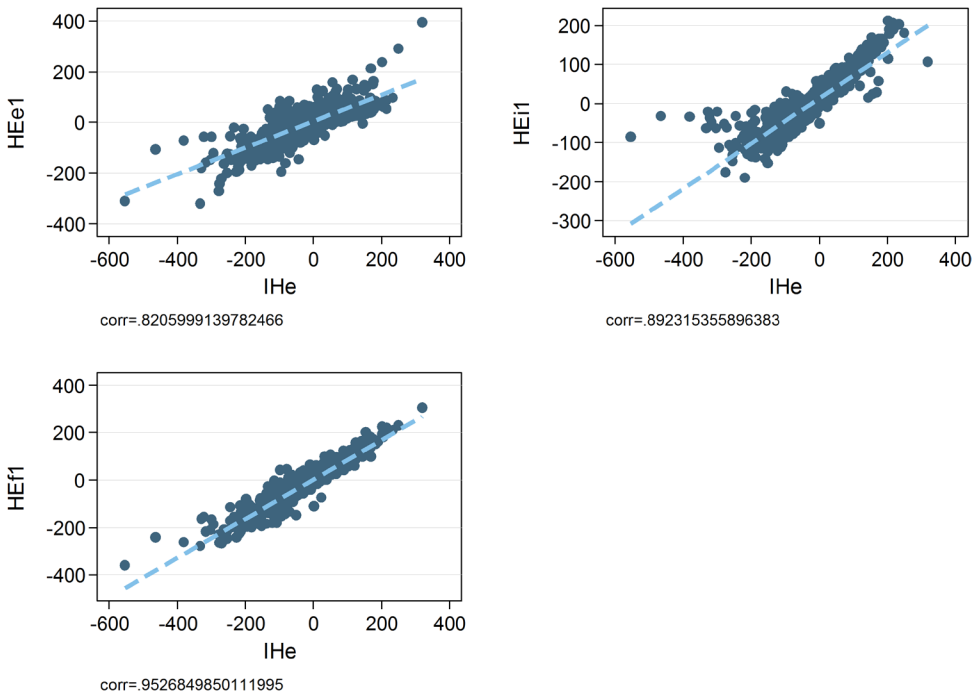 HEe1
400
200
0
-200
-400
-600 -400 -200 0 200 400
IHe
corr=.8205999139782466
HEi1
200
100
0
-100
-200
-300
-600 -400 -200 0 200 400
IHe
corr=.892315355896383
HEf1
400
200
0
-200
-400
-600 -400 -200 0 200 400
IHe
corr=.9526849850111995